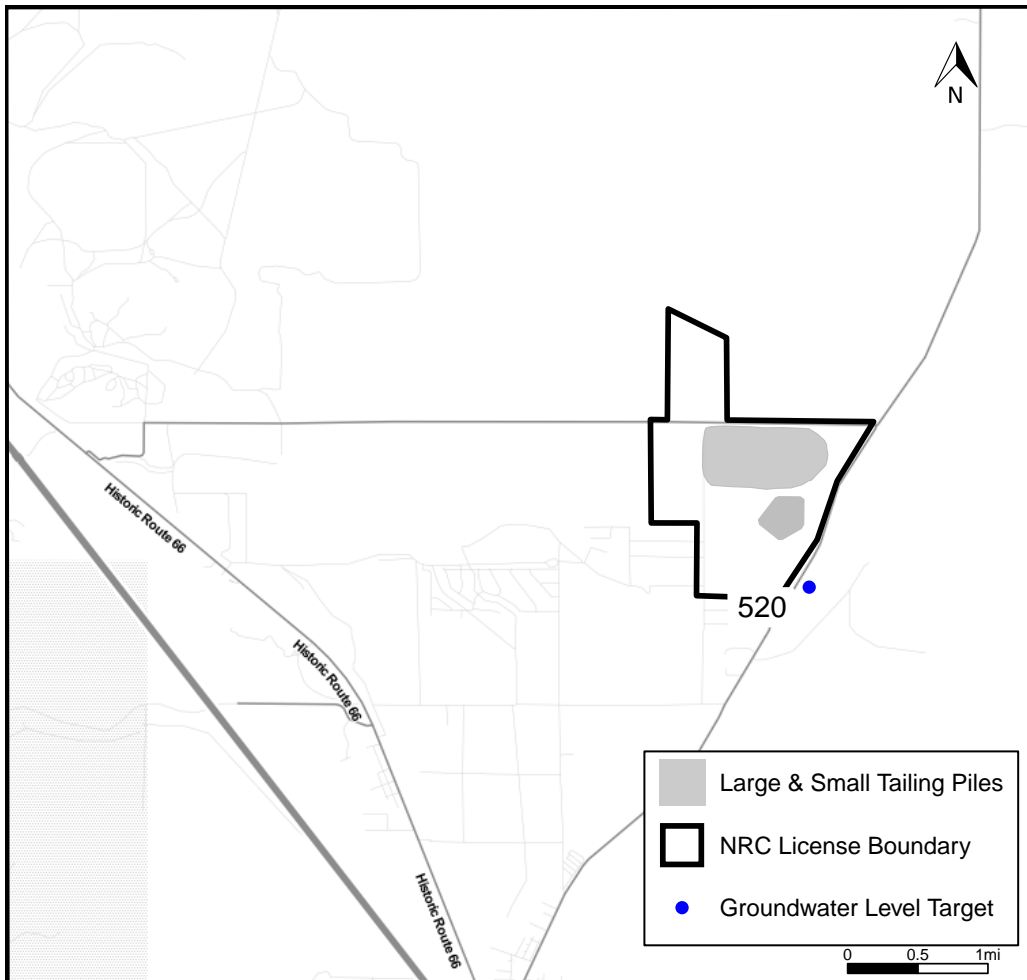 N
Historic Route 66
520
Historic Route 66
Large & Small Tailing Piles
NRC License Boundary
Historic Route 66
Groundwater Level Target
0 0.5 1mi